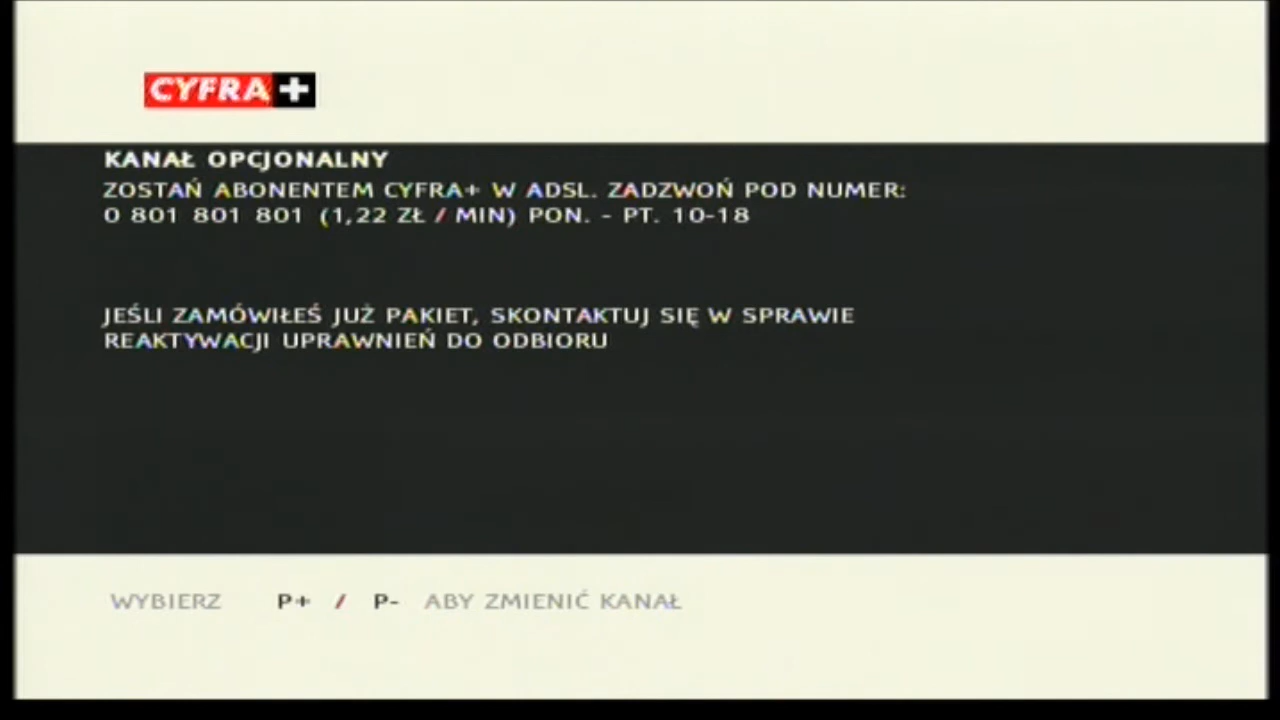 CYFRA+
KANAŁ OPCJONALNY
ZOSTAŃ ABONENTEM CYFRA+ W ADSL. ZADZWOŃ POD NUMER:
0 801 801 801 (1,22 ZŁ / MIN) PON. - PT. 10-18
JEŚLI ZAMÓWIŁEŚ JUŻ PAKIET, SKONTAKTUJ SIĘ W SPRAWIE
REAKTYWACJI UPRAWNIEŃ DO ODBIORU
WYBIERZ P+ / P- ABY ZMIENIĆ KANAŁ